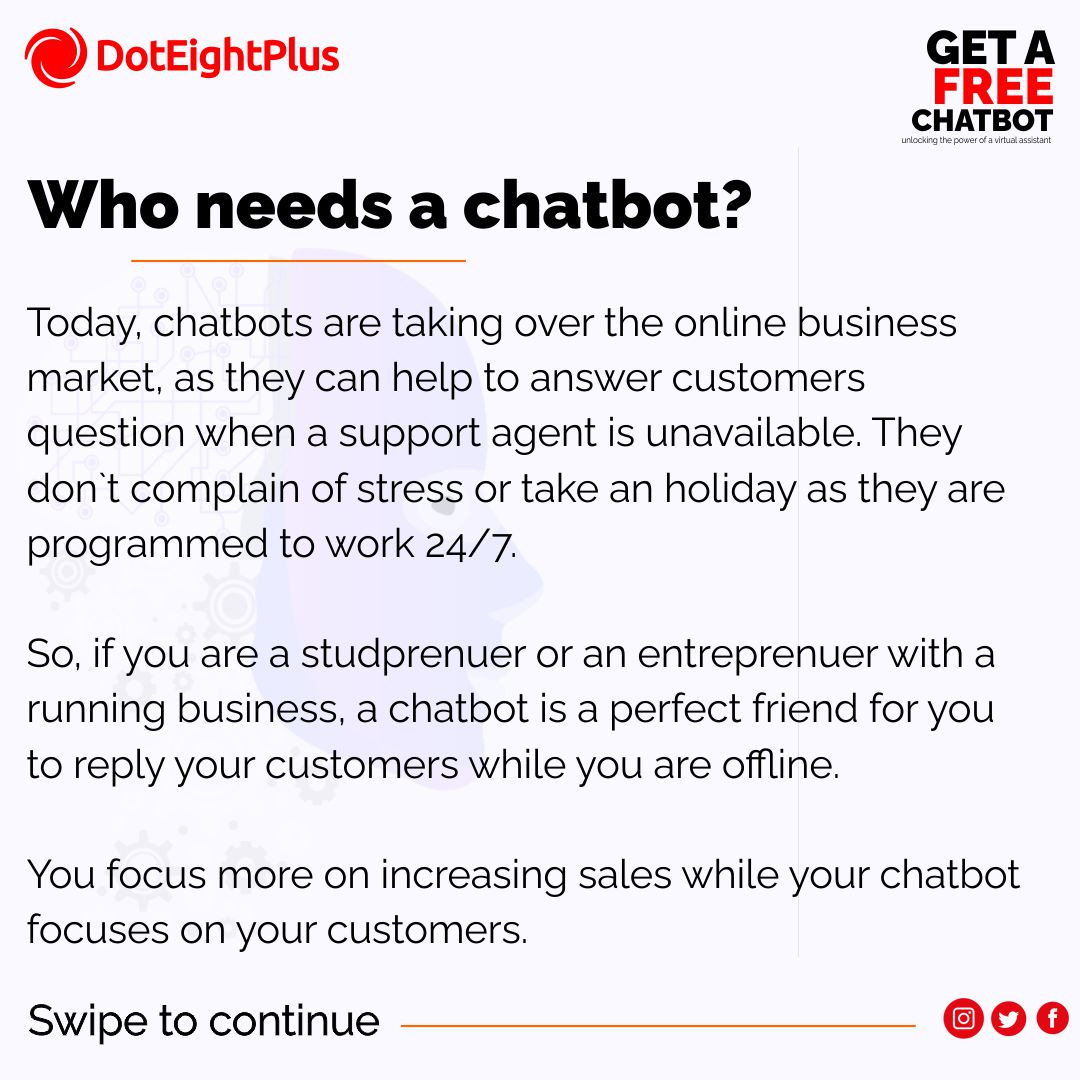 DotEightPlus
GET A
FREE
CHATBOT
unlocking the power of a virtual assistant
Who needs a chatbot?
Today, chatbots are taking over the online business
market, as they can help to answer customers
question when a support agent is unavailable. They
don`t complain of stress or take an holiday as they are
programmed to work 24/7.
So, if you are a studprenuer or an entreprenuer with a
running business, a chatbot is a perfect friend for you
to reply your customers while you are offline.
You focus more on increasing sales while your chatbot
focuses on your customers.
Swipe to continue